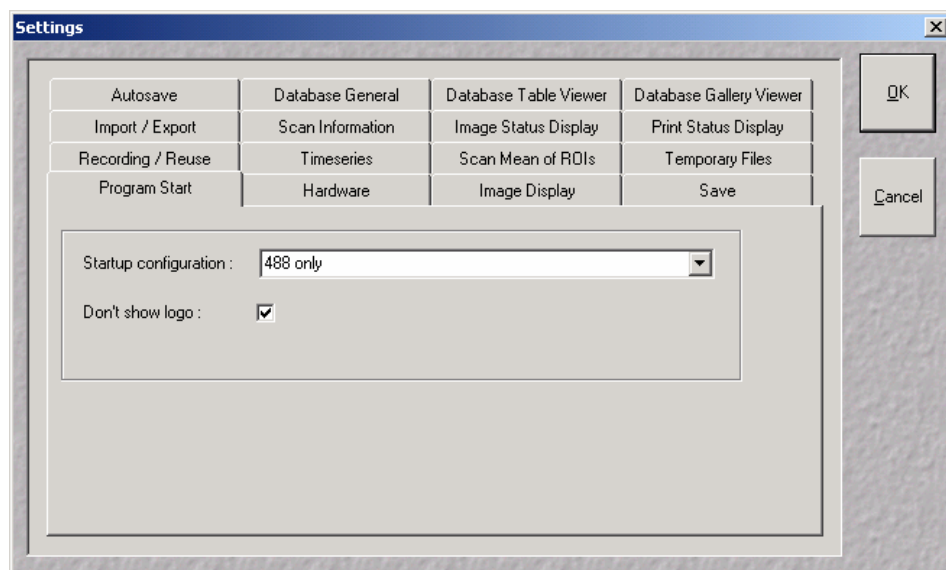 Settings
Autosave Database General Database Table Viewer Database Gallery Viewer
Import / Export Scan Information Image Status Display Print Status Display
Recording / Reuse Timeseries Scan Mean of ROIs Temporary Files
Program Start Hardware Image Display Save
Startup configuration : 488 only
Don't show logo :
OK
Cancel